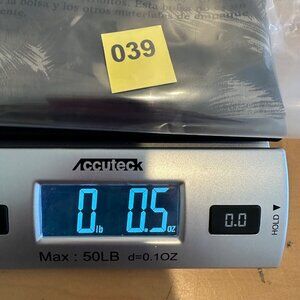 la bolsa y los otros materiales de empaque
039
Accuteck
0 lb 0.5 oz
0.0
HOLD ▼
Max : 50LB d=0.1OZ